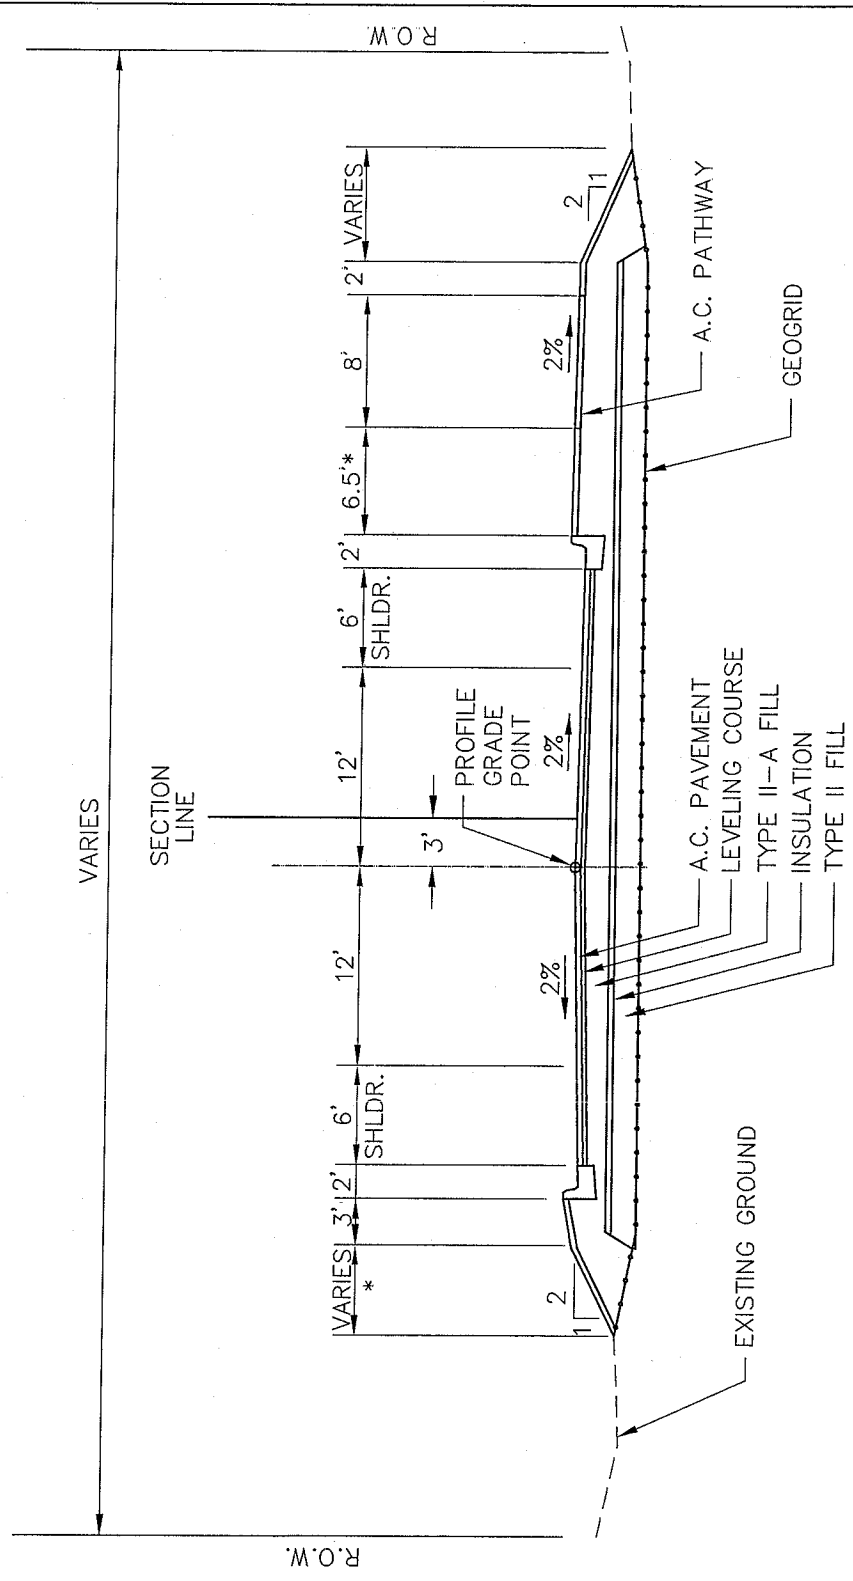 VARIES
R.O.W.
R.O.W.
SECTION
LINE
VARIES
*
3'
2'
6'
SHLDR.
12'
12'
6'
SHLDR.
2'
6.5'*
8'
2'
VARIES
3'
PROFILE
GRADE
POINT
1
2
2%
2%
2%
2
1
A.C. PAVEMENT
LEVELING COURSE
TYPE II-A FILL
INSULATION
TYPE II FILL
A.C. PATHWAY
GEOGRID
EXISTING GROUND